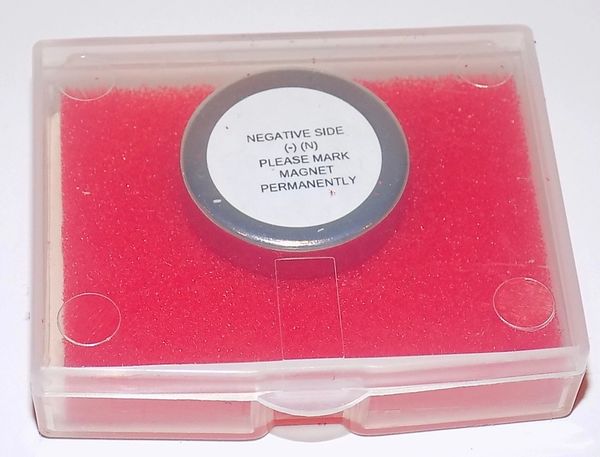 NEGATIVE SIDE
(-) (N)
PLEASE MARK
MAGNET
PERMANENTLY